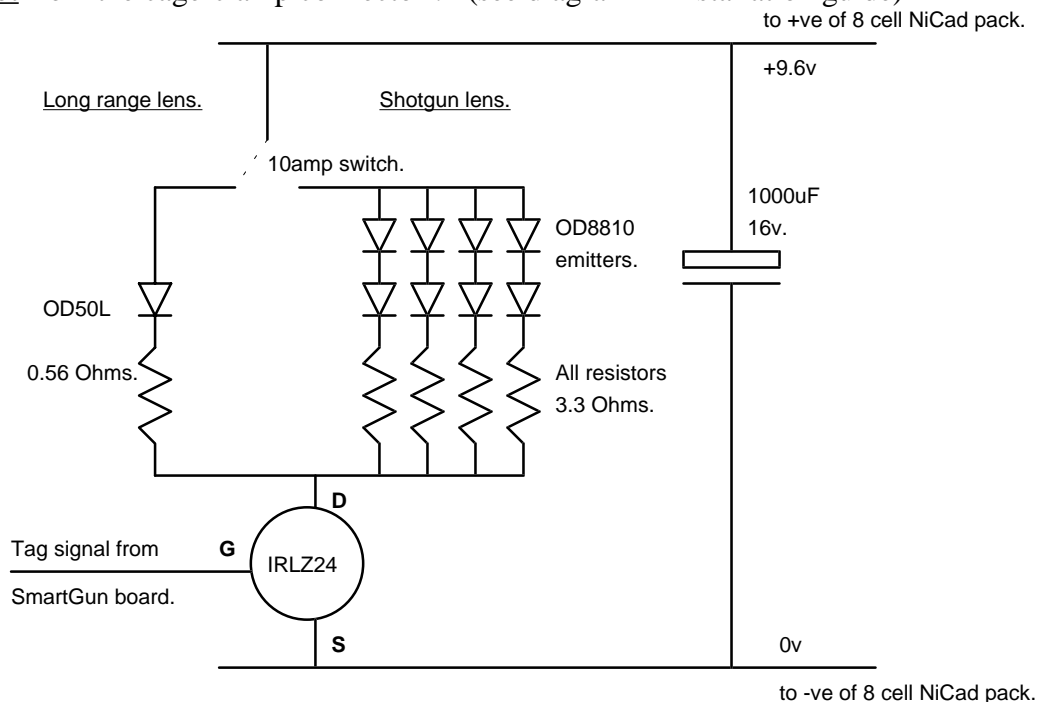 to +ve of 8 cell NiCad pack.
+9.6v
Long range lens.
Shotgun lens.
10amp switch.
1000uF
16v.
OD8810
emitters.
OD50L
0.56 Ohms.
All resistors
3.3 Ohms.
D
Tag signal from
G
IRLZ24
SmartGun board.
S
0v
to -ve of 8 cell NiCad pack.